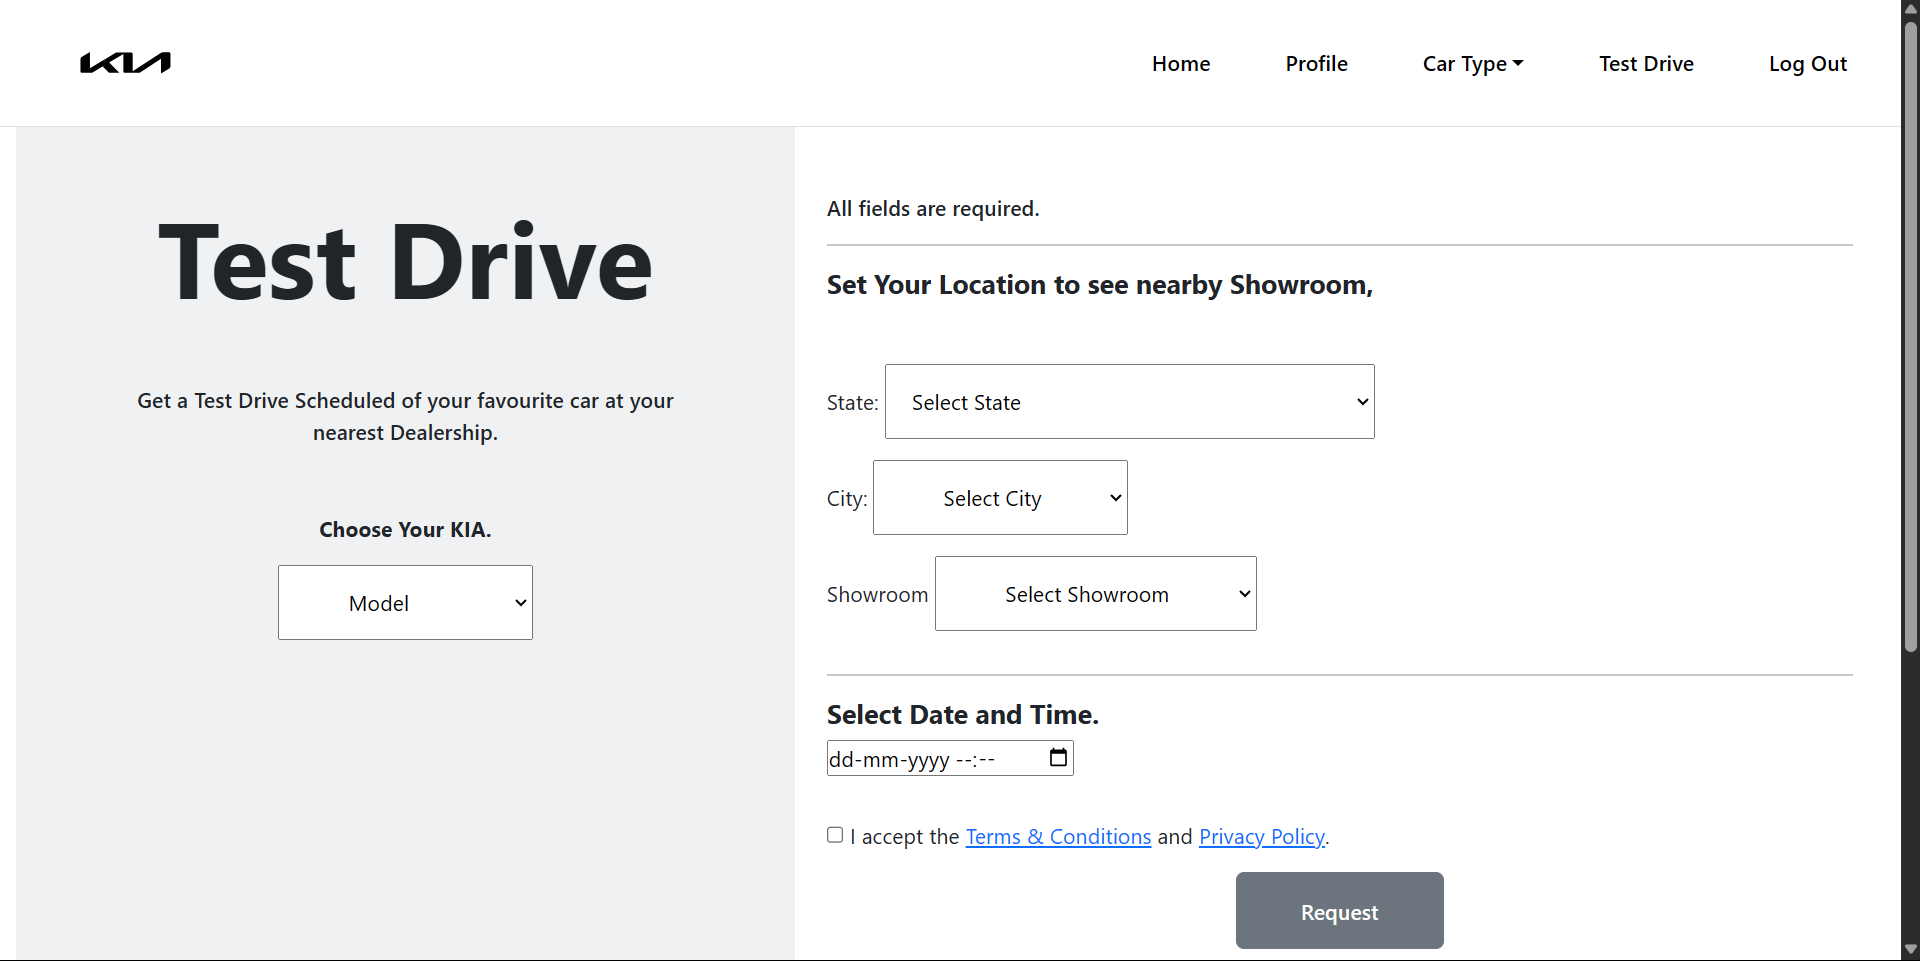 KIA
Home
Profile
Car Type
Test Drive
Log Out
Test Drive
Get a Test Drive Scheduled of your favourite car at your
nearest Dealership.
Choose Your KIA.
Model
All fields are required.
Set Your Location to see nearby Showroom,
State: Select State
City: Select City
Showroom Select Showroom
Select Date and Time.
dd-mm-yyyy --:--
I accept the Terms & Conditions and Privacy Policy.
Request